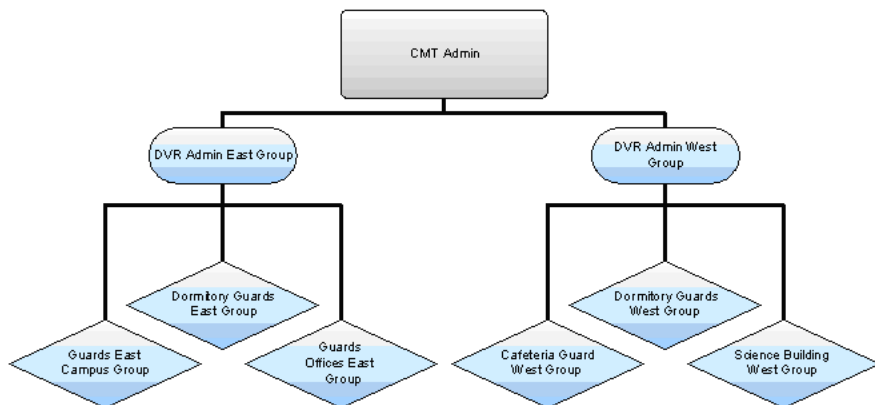 CMT Admin
DVR Admin East Group
DVR Admin West
Group
Dormitory Guards
East Group
Dormitory Guards
West Group
Guards East
Campus Group
Guards
Offices East
Group
Cafeteria Guard
West Group
Science Building
West Group